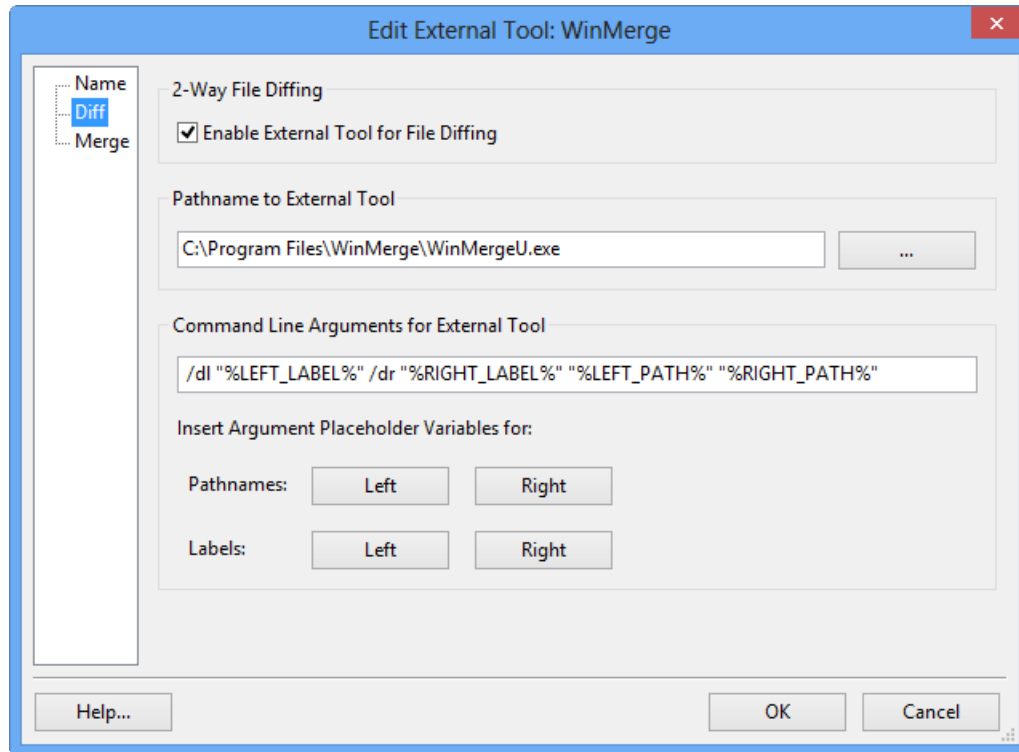 Edit External Tool: WinMerge
Name
Diff
Merge
2-Way File Diffing
Enable External Tool for File Diffing
Pathname to External Tool
C:\Program Files\WinMerge\WinMergeU.exe
...
Command Line Arguments for External Tool
/dl "%LEFT_LABEL%" /dr "%RIGHT_LABEL%" "%LEFT_PATH%" "%RIGHT_PATH%"
Insert Argument Placeholder Variables for:
Pathnames: Left Right
Labels: Left Right
Help... OK Cancel